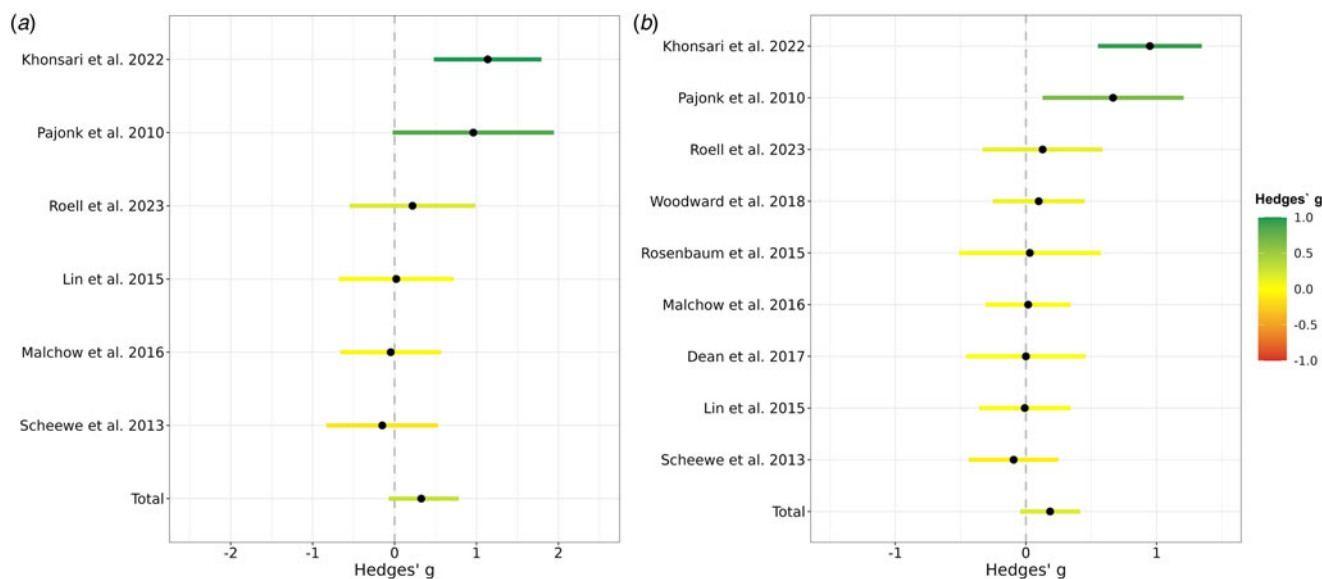 (a)
Khonsari et al. 2022
Pajonk et al. 2010
Roell et al. 2023
Lin et al. 2015
Malchow et al. 2016
Scheewe et al. 2013
Total
-2 -1 0 1 2
Hedges' g
(b)
Khonsari et al. 2022
Pajonk et al. 2010
Roell et al. 2023
Woodward et al. 2018
Rosenbaum et al. 2015
Malchow et al. 2016
Dean et al. 2017
Lin et al. 2015
Scheewe et al. 2013
Total
-1 0 1
Hedges' g
Hedges` g
1.0
0.5
0.0
-0.5
-1.0